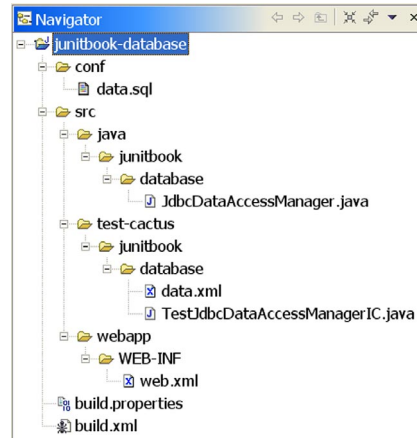 Navigator
junitbook-database
conf
data.sql
src
java
junitbook
database
JdbcDataAccessManager.java
test-cactus
junitbook
database
data.xml
TestJdbcDataAccessManagerIC.java
webapp
WEB-INF
web.xml
build.properties
build.xml